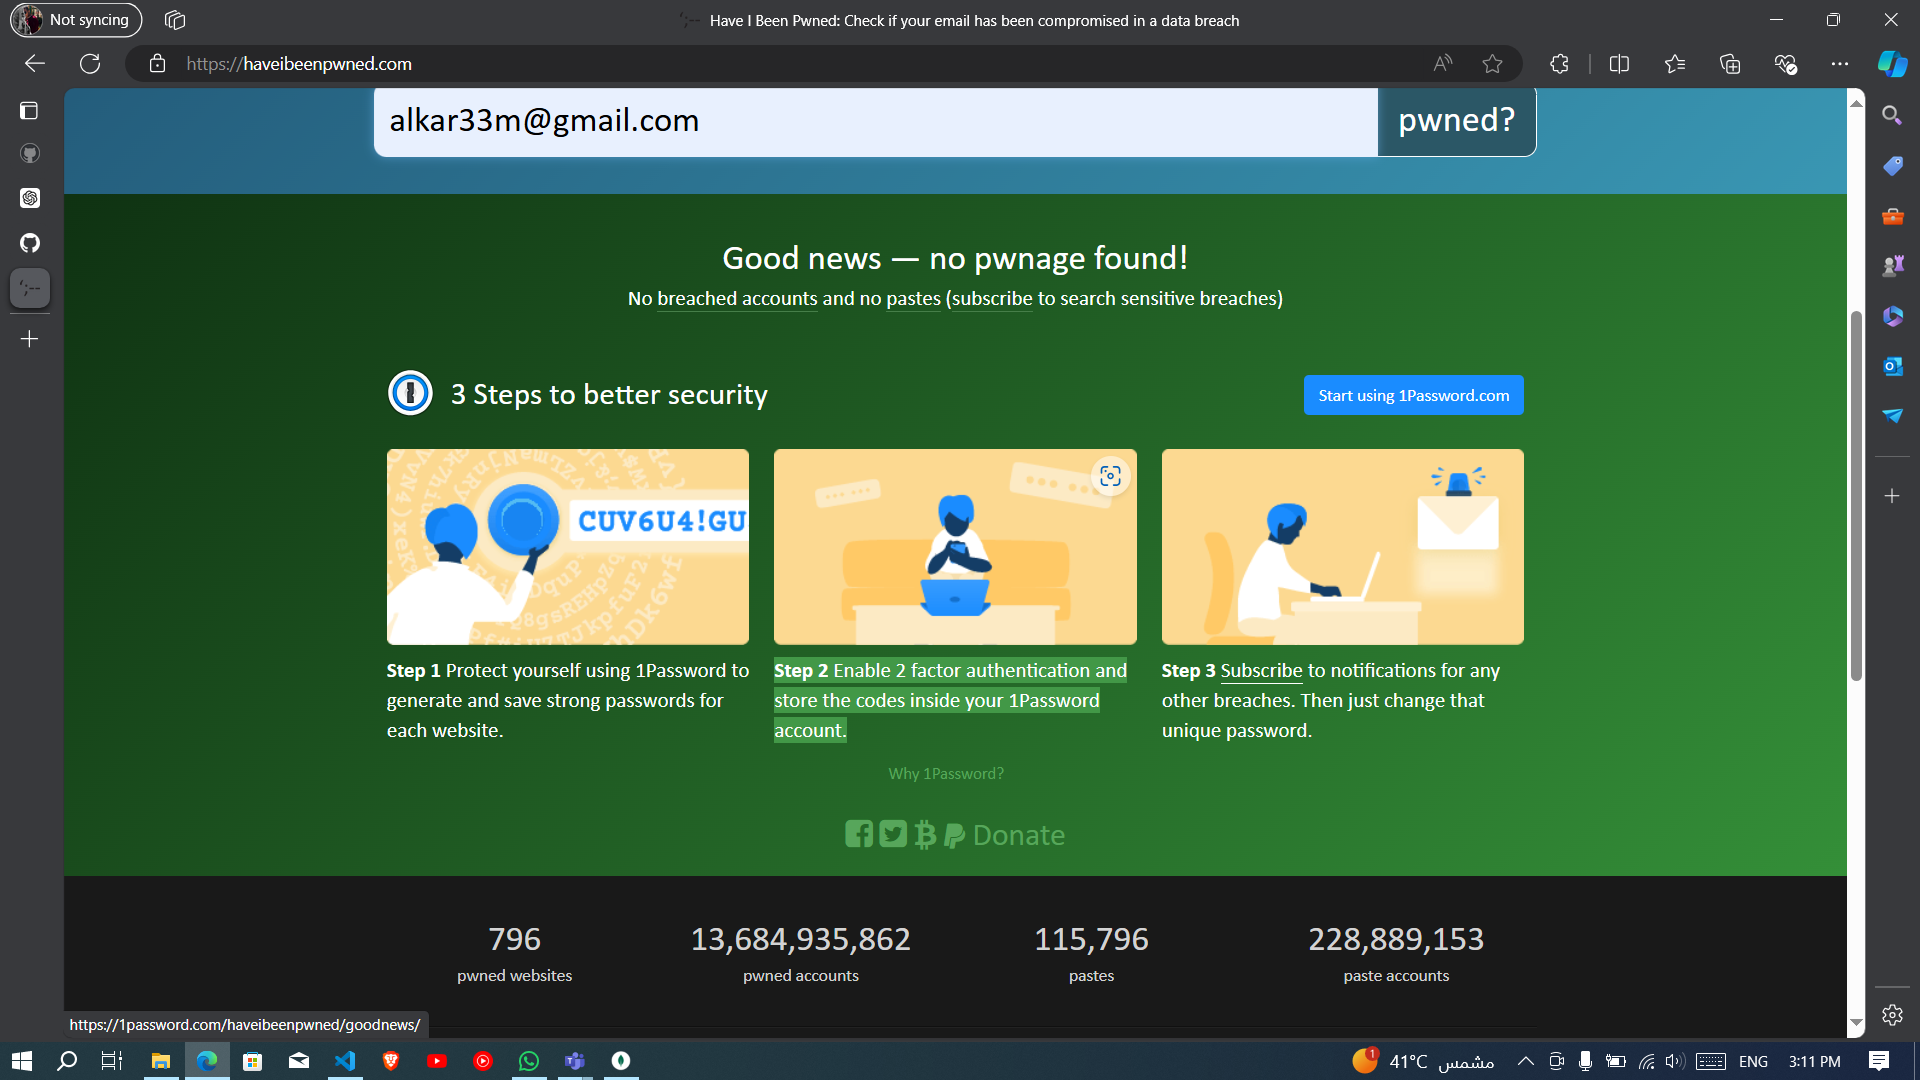 Not syncing
Have I Been Pwned: Check if your email has been compromised in a data breach
https://haveibeenpwned.com
alkar33m@gmail.com
pwned?
Good news — no pwnage found!
No breached accounts and no pastes (subscribe to search sensitive breaches)
3 Steps to better security
Start using 1Password.com
CUV6U4!GU
Step 1 Protect yourself using 1Password to
generate and save strong passwords for
each website.
Step 2 Enable 2 factor authentication and
store the codes inside your 1Password
account.
Step 3 Subscribe to notifications for any
other breaches. Then just change that
unique password.
Why 1Password?
Donate
796
pwned websites
13,684,935,862
pwned accounts
115,796
pastes
228,889,153
paste accounts
https://1password.com/haveibeenpwned/goodnews/
1
41°C مشمس
ENG
3:11 PM